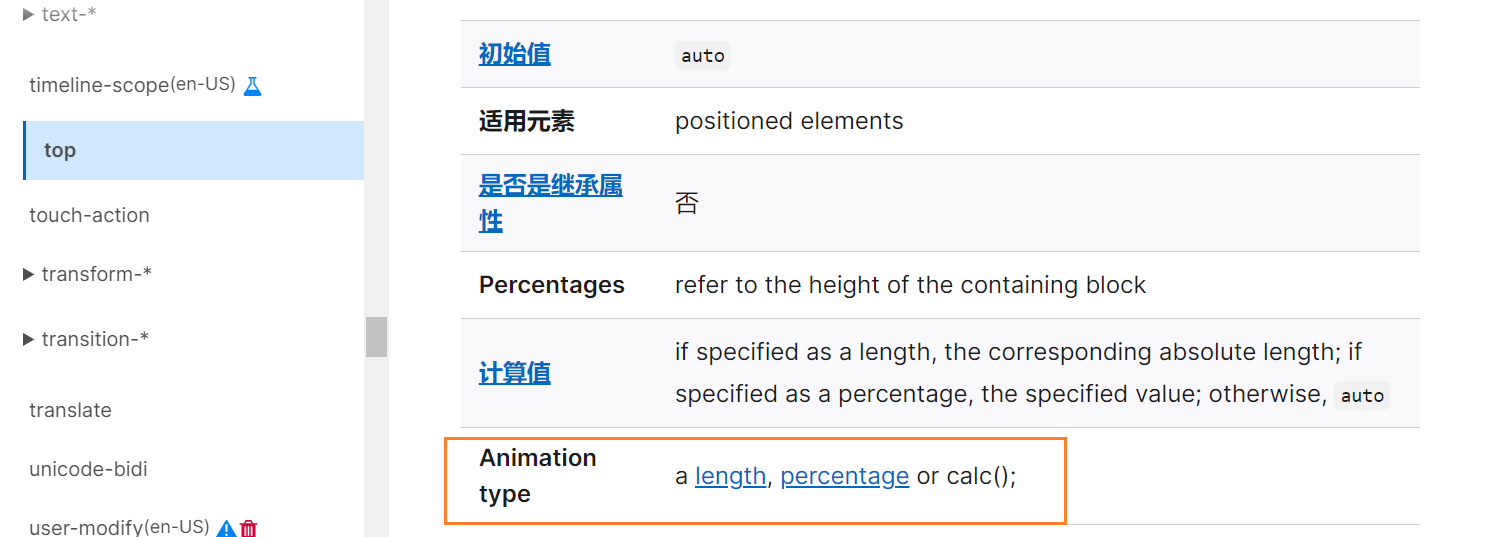 text-*
timeline-scope(en-US)
top
touch-action
transform-*
transition-*
translate
unicode-bidi
user-modify(en-US)
初始值 auto
适用元素 positioned elements
是否是继承属
性
否
Percentages refer to the height of the containing block
计算值
if specified as a length, the corresponding absolute length; if
specified as a percentage, the specified value; otherwise, auto
Animation
type
a length, percentage or calc();